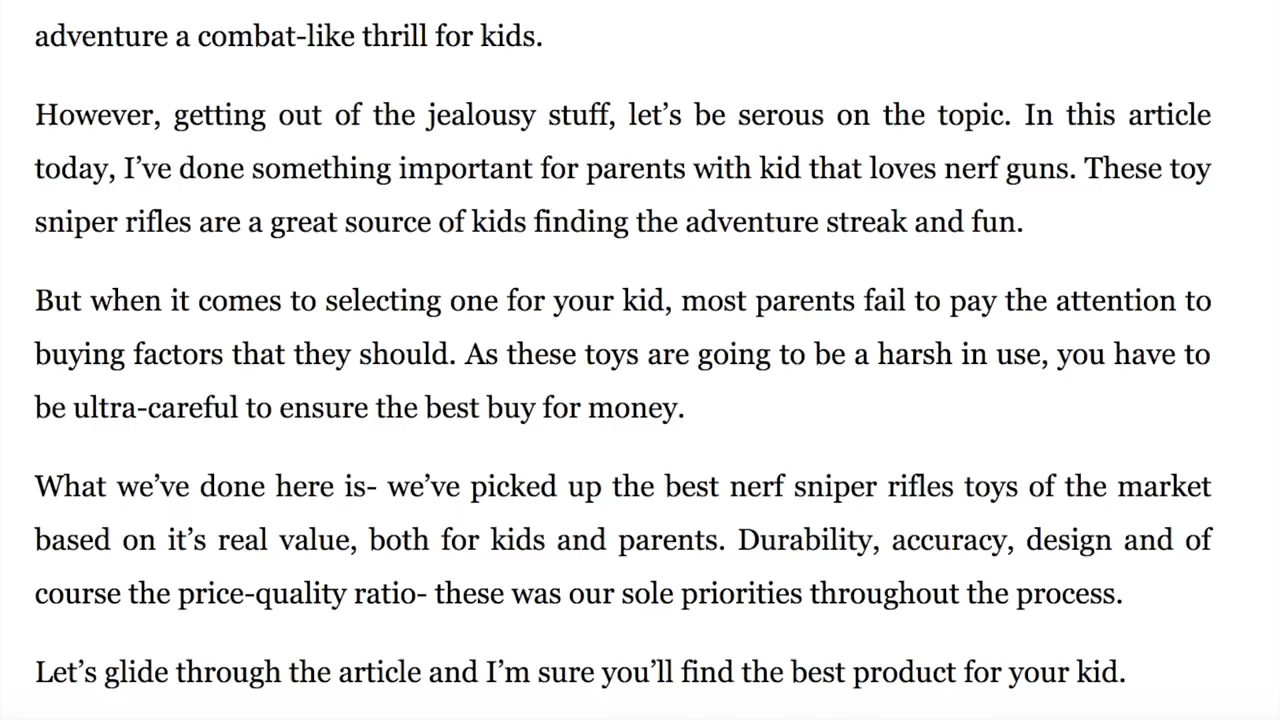 adventure a combat-like thrill for kids.
However, getting out of the jealousy stuff, let’s be serous on the topic. In this article
today, I’ve done something important for parents with kid that loves nerf guns. These toy
sniper rifles are a great source of kids finding the adventure streak and fun.
But when it comes to selecting one for your kid, most parents fail to pay the attention to
buying factors that they should. As these toys are going to be a harsh in use, you have to
be ultra-careful to ensure the best buy for money.
What we’ve done here is- we’ve picked up the best nerf sniper rifles toys of the market
based on it’s real value, both for kids and parents. Durability, accuracy, design and of
course the price-quality ratio- these was our sole priorities throughout the process.
Let’s glide through the article and I’m sure you’ll find the best product for your kid.